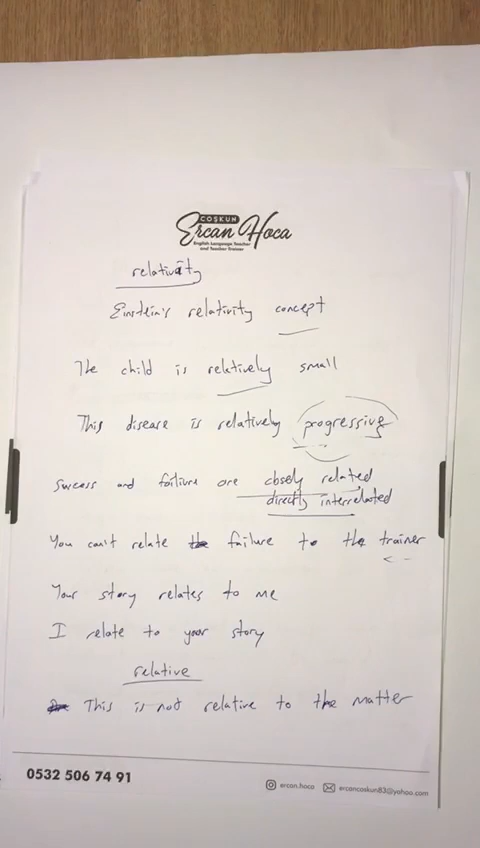 COŞKUN
Ercan Hoca
English Language Teacher
and Teacher Trainer
relativity
Einstein's relativity concept
The child is relatively small
This disease is relatively progressive
Success and failure are closely related
directly interrelated
You can't relate failure to the trainer
Your story relates to me
I relate to your story
relative
This is not relative to the matter
0532 506 74 91
ercan.hoca ercancoskun83@yahoo.com